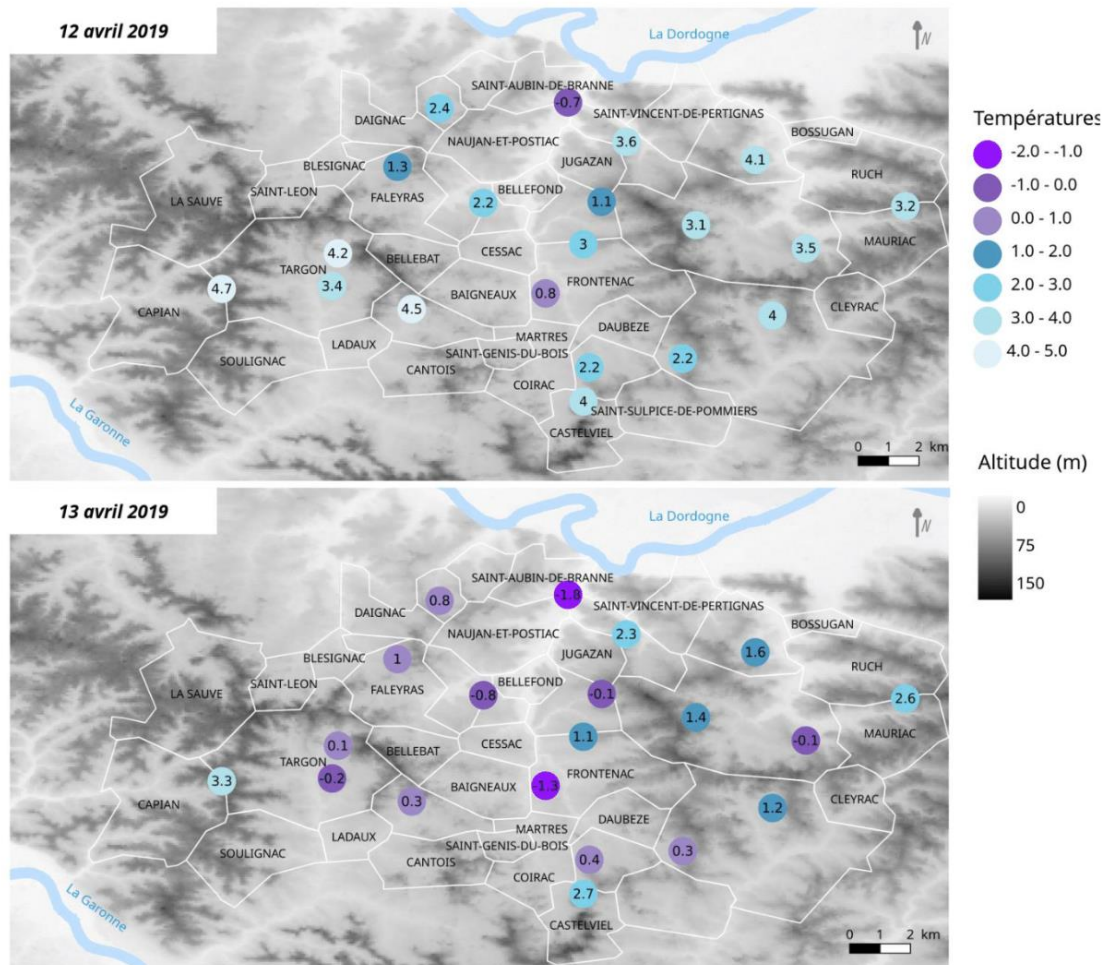 12 avril 2019
La Dordogne
N
SAINT-AUBIN-DE-BRANNE
-0.7
2.4
DAIGNAC
SAINT-VINCENT-DE-PERTIGNAS
NAUJAN-ET-POSTIAC
3.6
BOSSUGAN
JUGAZAN
4.1
BLESIGNAC
1.3
RUCH
SAINT-LEON
BELLEFOND
LA SAUVE
FALEYRAS
2.2
1.1
3.2
3.1
MAURIAC
4.2
BELLEBAT
CESSAC
3
3.5
TARGON
4.7
3.4
FRONTENAC
BAIGNEAUX
0.8
CAPIAN
4.5
4
CLEYRAC
DAUBEZE
LADAUX
MARTRES
SOULIGNAC
SAINT-GENIS-DU-BOIS
2.2
CANTOIS
2.2
COIRAC
4
SAINT-SULPICE-DE-POMMIERS
La Garonne
CASTELVIEL
0 1 2 km
Températures
-2.0 - -1.0
-1.0 - 0.0
0.0 - 1.0
1.0 - 2.0
2.0 - 3.0
3.0 - 4.0
4.0 - 5.0
Altitude (m)
0
75
150
13 avril 2019
La Dordogne
N
SAINT-AUBIN-DE-BRANNE
-1.8
0.8
DAIGNAC
SAINT-VINCENT-DE-PERTIGNAS
NAUJAN-ET-POSTIAC
2.3
BOSSUGAN
JUGAZAN
1.6
BLESIGNAC
1
RUCH
SAINT-LEON
BELLEFOND
LA SAUVE
FALEYRAS
-0.8
-0.1
2.6
1.4
MAURIAC
0.1
BELLEBAT
CESSAC
1.1
-0.1
TARGON
3.3
-0.2
FRONTENAC
BAIGNEAUX
-1.3
CAPIAN
0.3
1.2
CLEYRAC
DAUBEZE
LADAUX
MARTRES
SOULIGNAC
SAINT-GENIS-DU-BOIS
0.3
CANTOIS
0.4
COIRAC
2.7
La Garonne
CASTELVIEL
0 1 2 km